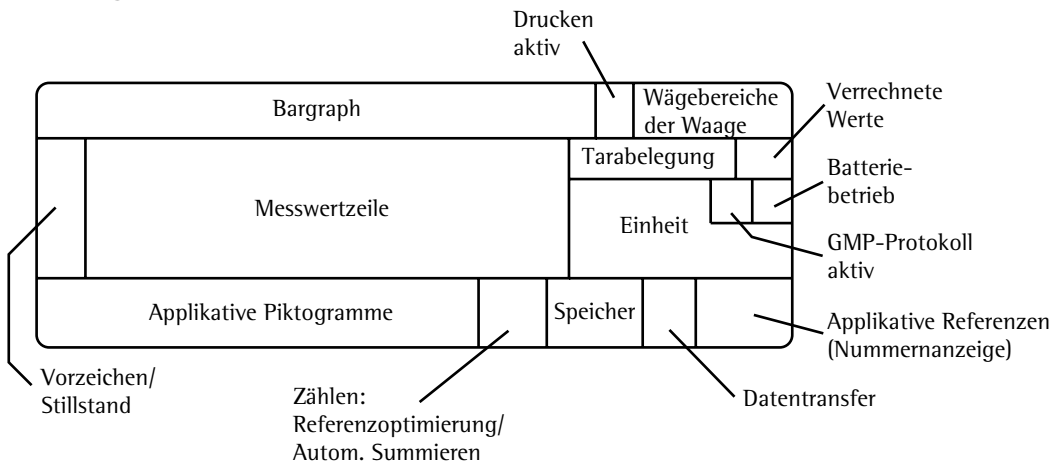 Drucken
aktiv
Bargraph
Wägebereiche
der Waage
Verrechnete
Werte
Tarabelegung
Messwertzeile
Einheit
Batterie-
betrieb
GMP-Protokoll
aktiv
Applikative Piktogramme
Speicher
Applikative Referenzen
(Nummernanzeige)
Vorzeichen/
Stillstand
Zählen:
Referenzoptimierung/
Autom. Summieren
Datentransfer